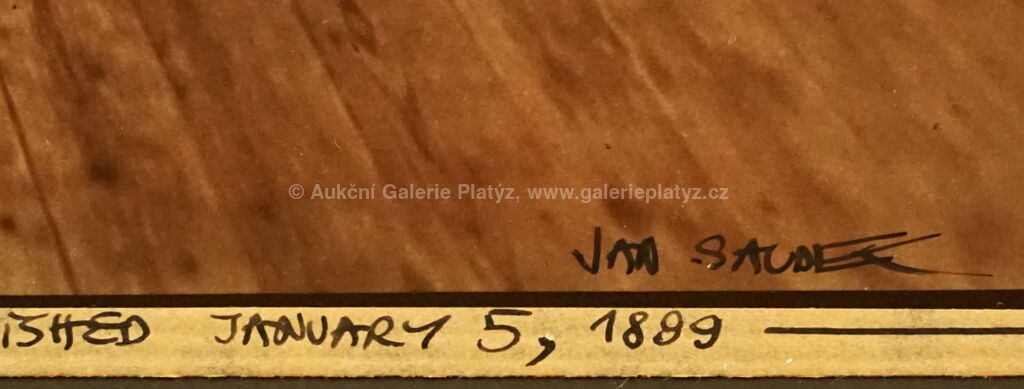 © Aukční Galerie Platýz, www.galerieplatyz.cz
JAN SAUDEK
ISHED JANUARY 5, 1889